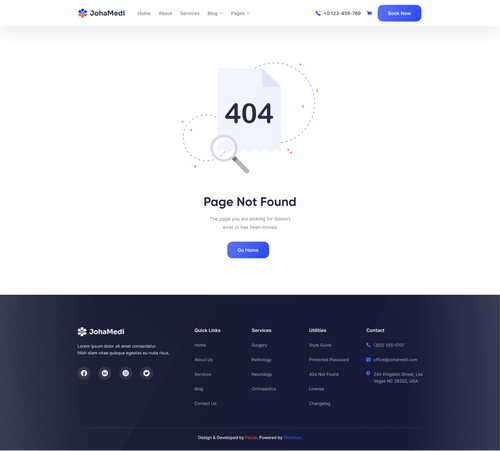 JohaMedi
Home About Services Blog Pages
+0 123-456-789
Book Now
404
Page Not Found
The page you are looking for doesn't
exist or has been moved
Go Home
JohaMedi
Lorem ipsum dolor sit amet consectetur.
Nibh diam vitae quisque egestas eu nulla risus.
Quick Links
Home
About Us
Services
Blog
Contact Us
Services
Surgery
Pathology
Neurology
Orthopedics
Utilities
Style Guide
Protected Password
404 Not Found
License
Changelog
Contact
(302) 555-0107
office@johamedi.com
24A Kingston Street, Los
Vegas NC 28202, USA.
Design & Developed by Flozai. Powered by Webflow.